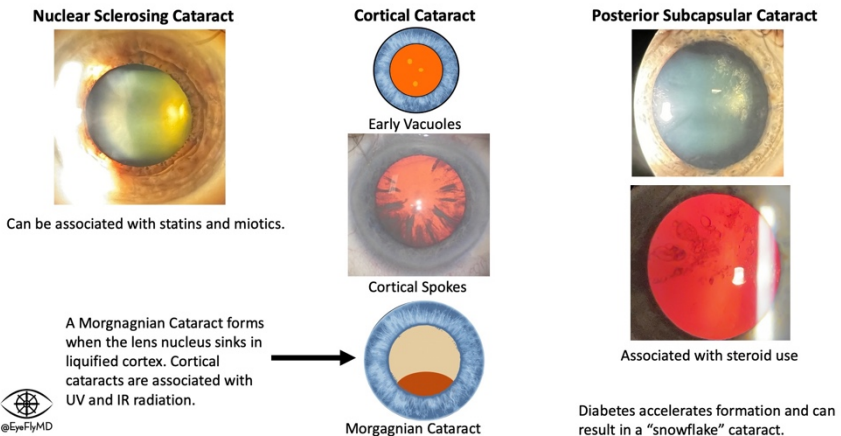 Nuclear Sclerosing Cataract
Can be associated with statins and miotics.
Cortical Cataract
Early Vacuoles
Cortical Spokes
A Morgnagnian Cataract forms
when the lens nucleus sinks in
liquified cortex. Cortical
cataracts are associated with
UV and IR radiation.
Morgagnian Cataract
Posterior Subcapsular Cataract
Associated with steroid use
Diabetes accelerates formation and can
result in a “snowflake” cataract.
@EyeFlyMD